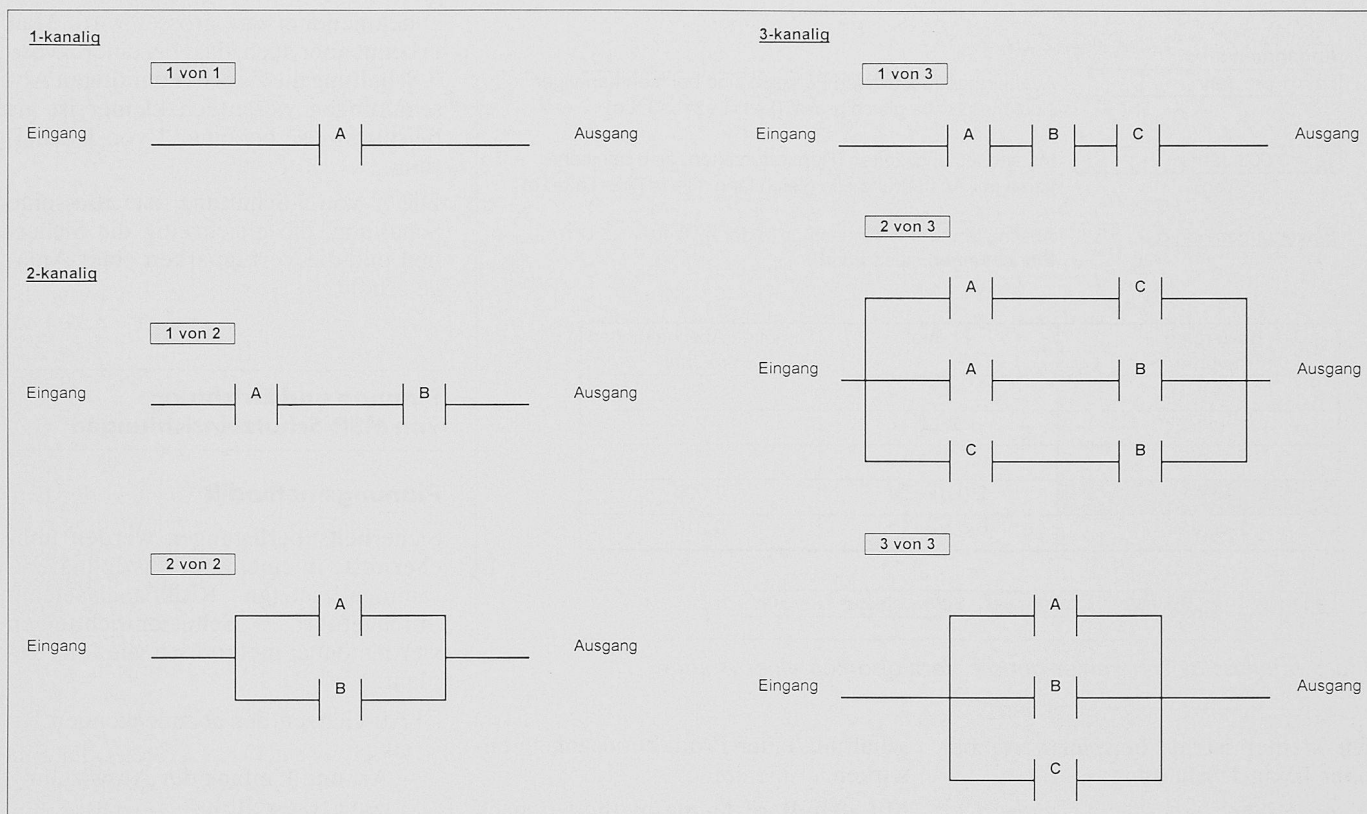 1-kanalig
1 von 1
Eingang A Ausgang
2-kanalig
1 von 2
Eingang A B Ausgang
2 von 2
A
Eingang Ausgang
B
3-kanalig
1 von 3
Eingang A B C Ausgang
2 von 3
A C
Eingang A B Ausgang
C B
3 von 3
A
Eingang B Ausgang
C